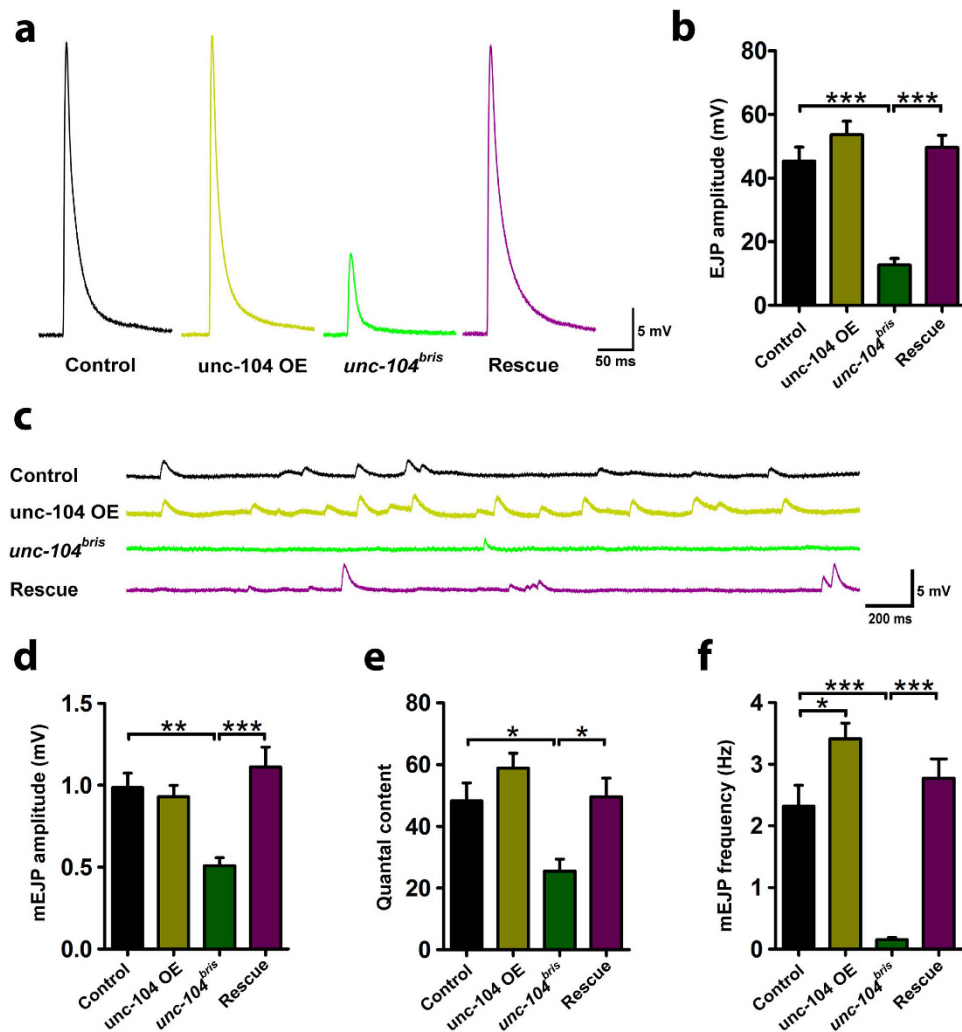 a
Control
unc-104 OE
unc-104bris
Rescue
5 mV
50 ms
b
EJP amplitude (mV)
80
60
40
20
0
***
***
Control
unc-104 OE
unc-104bris
Rescue
c
Control
unc-104 OE
unc-104bris
Rescue
5 mV
200 ms
d
mEJP amplitude (mV)
1.5
1.0
0.5
0.0
**
***
Control
unc-104 OE
unc-104bris
Rescue
e
Quantal content
80
60
40
20
0
*
*
Control
unc-104 OE
unc-104bris
Rescue
f
mEJP frequency (Hz)
4
3
2
1
0
***
***
*
Control
unc-104 OE
unc-104bris
Rescue